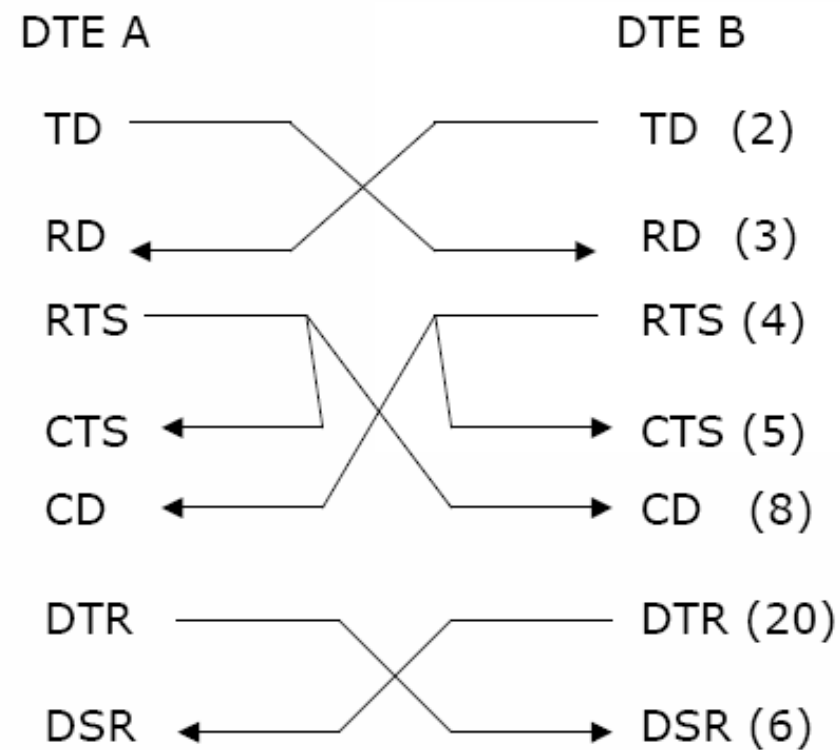 DTE A DTE B
TD TD (2)
RD RD (3)
RTS RTS (4)
CTS CTS (5)
CD CD (8)
DTR DTR (20)
DSR DSR (6)